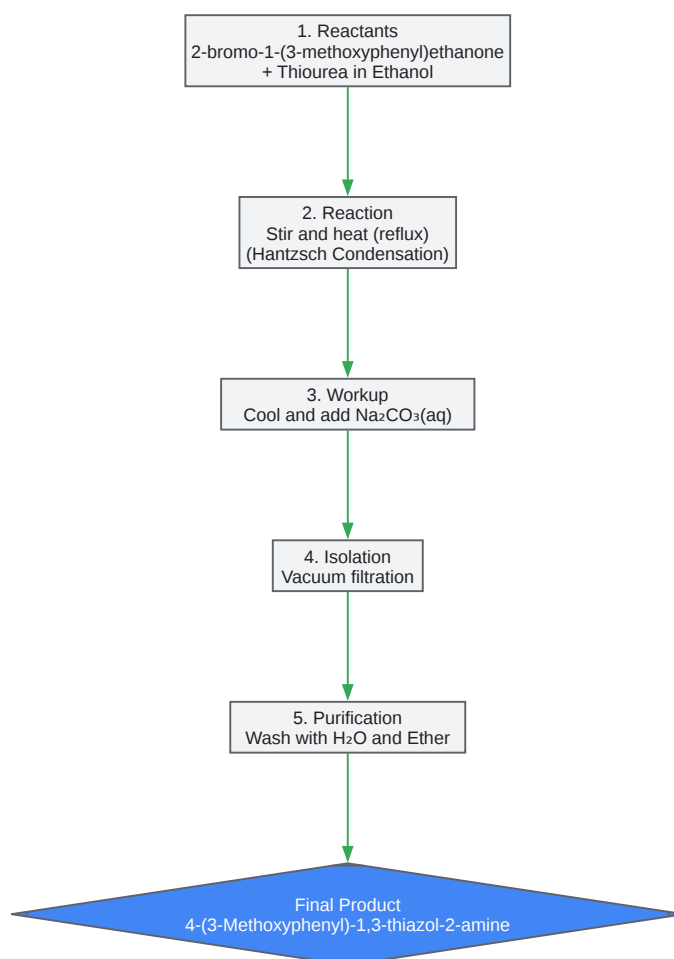 1. Reactants
2-bromo-1-(3-methoxyphenyl)ethanone
+ Thiourea in Ethanol
2. Reaction
Stir and heat (reflux)
(Hantzsch Condensation)
3. Workup
Cool and add Na₂CO₃(aq)
4. Isolation
Vacuum filtration
5. Purification
Wash with H₂O and Ether
Final Product
4-(3-Methoxyphenyl)-1,3-thiazol-2-amine